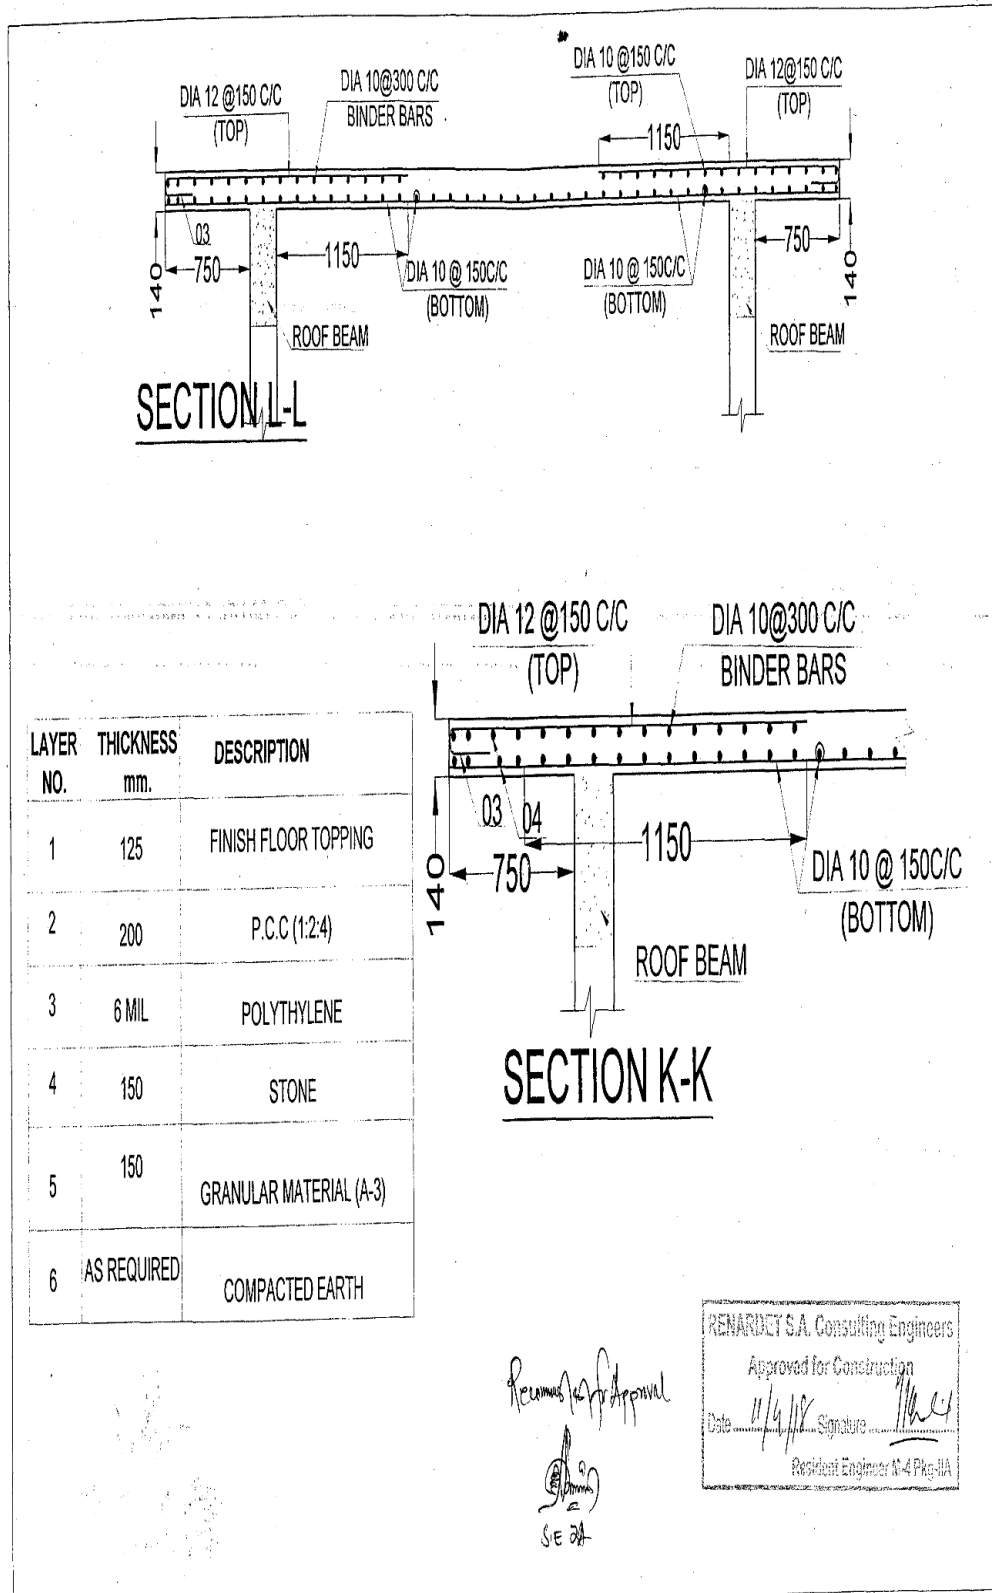 DIA 12 @150 C/C
(TOP)
DIA 10@300 C/C
BINDER BARS
DIA 10 @150 C/C
(TOP)
DIA 12@150 C/C
(TOP)
1150
03
750
140
1150
DIA 10 @ 150C/C
(BOTTOM)
DIA 10 @ 150C/C
(BOTTOM)
750
140
ROOF BEAM
ROOF BEAM
SECTION L-L
DIA 12 @150 C/C
(TOP)
DIA 10@300 C/C
BINDER BARS
03
04
1150
750
140
DIA 10 @ 150C/C
(BOTTOM)
ROOF BEAM
SECTION K-K
LAYER NO. THICKNESS mm. DESCRIPTION
1 125 FINISH FLOOR TOPPING
2 200 P.C.C (1:2:4)
3 6 MIL POLYTHYLENE
4 150 STONE
5 150 GRANULAR MATERIAL (A-3)
6 AS REQUIRED COMPACTED EARTH
for Approval
SE 2A
RENARDET S.A. Consulting Engineers
Approved for Construction
Date 11/4/18 Signature
Resident Engineer M-4 Pkg-IIA